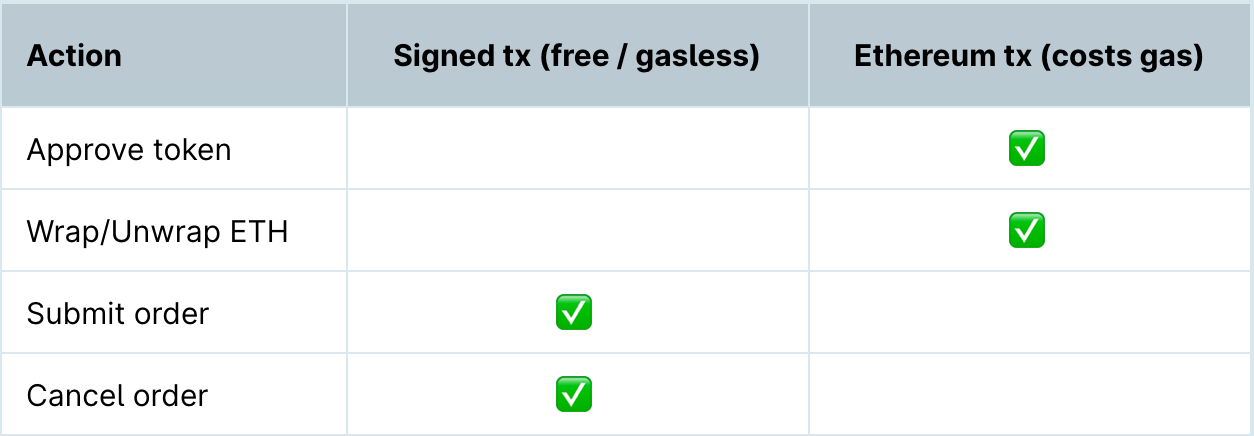 Action Signed tx (free / gasless) Ethereum tx (costs gas)
Approve token ✅
Wrap/Unwrap ETH ✅
Submit order ✅
Cancel order ✅